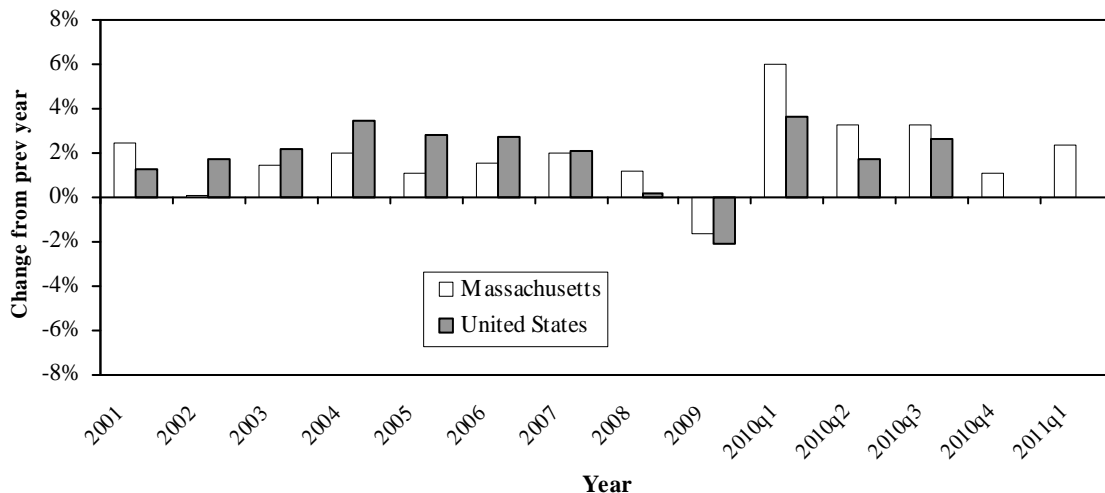 8%
6%
4%
2%
0%
-2%
-4%
-6%
-8%
Change from prev year
Massachusetts
United States
2001
2002
2003
2004
2005
2006
2007
2008
2009
2010q1
2010q2
2010q3
2010q4
2011q1
Year